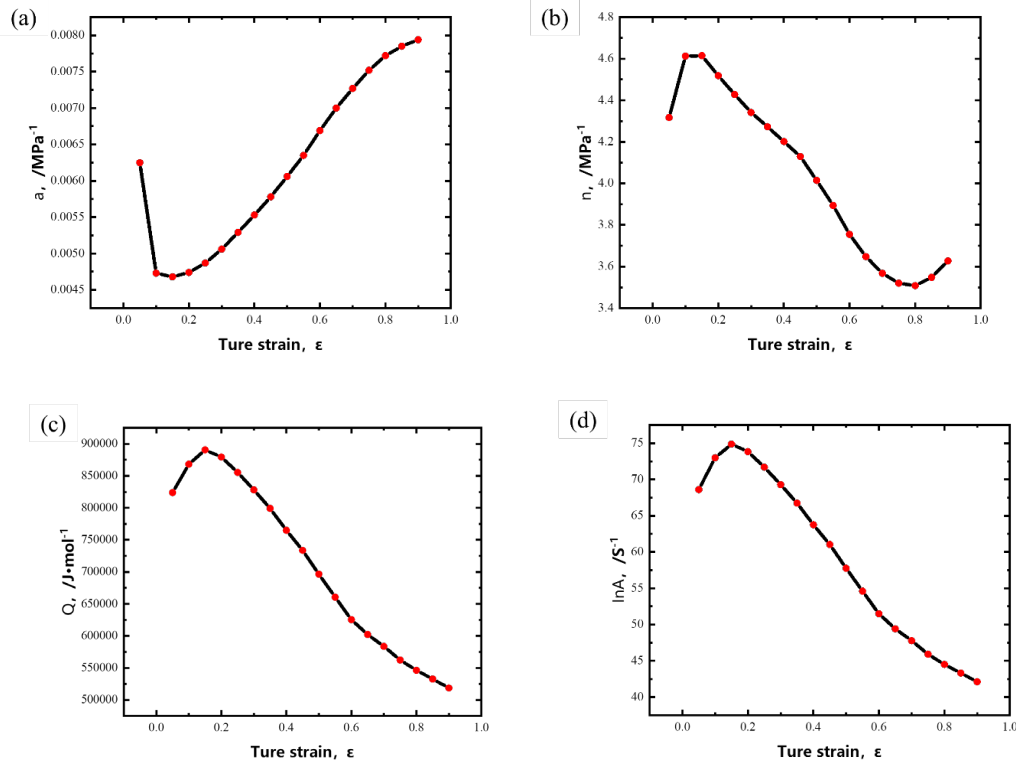 (a)
0.0080
0.0075
0.0070
0.0065
0.0060
0.0055
0.0050
0.0045
a, /MPa⁻¹
0.0 0.2 0.4 0.6 0.8 1.0
Ture strain, ε
(b)
4.8
4.6
4.4
4.2
4.0
3.8
3.6
3.4
n, /MPa⁻¹
0.0 0.2 0.4 0.6 0.8 1.0
Ture strain, ε
(c)
900000
850000
800000
750000
700000
650000
600000
550000
500000
Q, /J•mol⁻¹
0.0 0.2 0.4 0.6 0.8 1.0
Ture strain, ε
(d)
75
70
65
60
55
50
45
40
lnA, /S⁻¹
0.0 0.2 0.4 0.6 0.8 1.0
Ture strain, ε